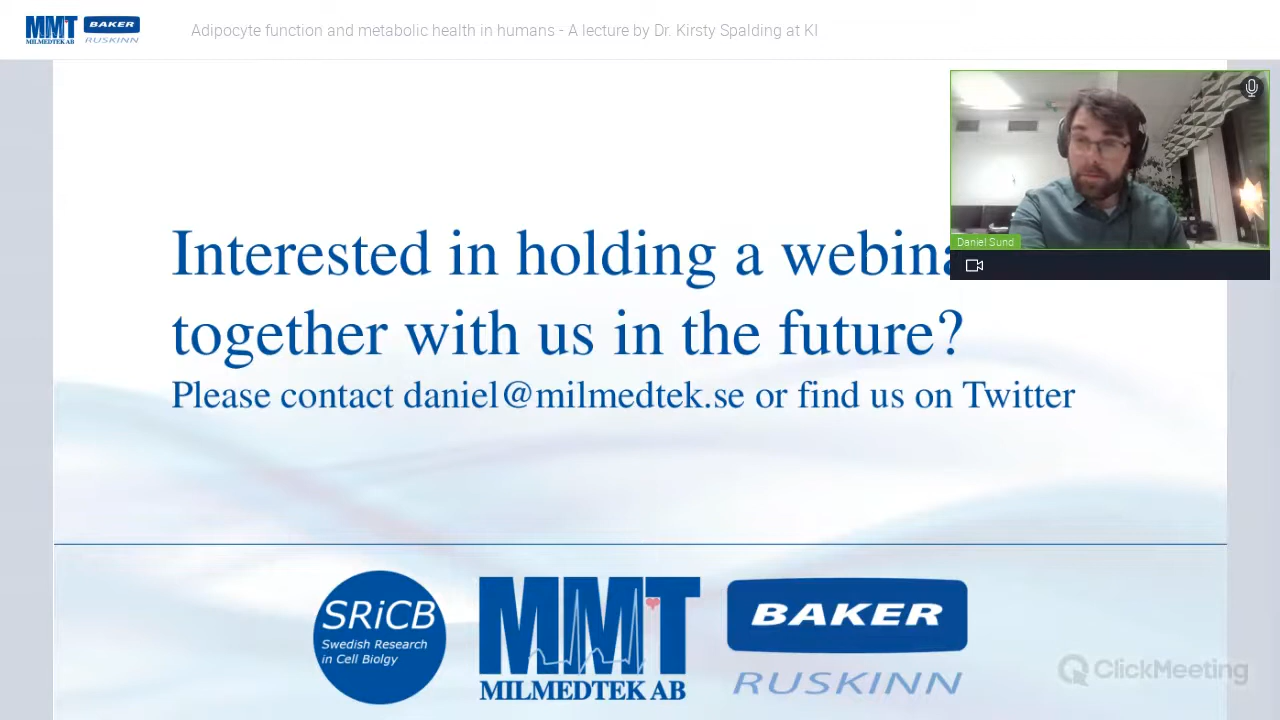 MMT BAKER
MILMEDTEK AB RUSKINN
Adipocyte function and metabolic health in humans - A lecture by Dr. Kirsty Spalding at KI
Daniel Sund
Interested in holding a webina
together with us in the future?
Please contact daniel@milmedtek.se or find us on Twitter
SRiCB
Swedish Research
in Cell Biolgy
MMT
MILMEDTEK AB
BAKER
RUSKINN
ClickMeeting